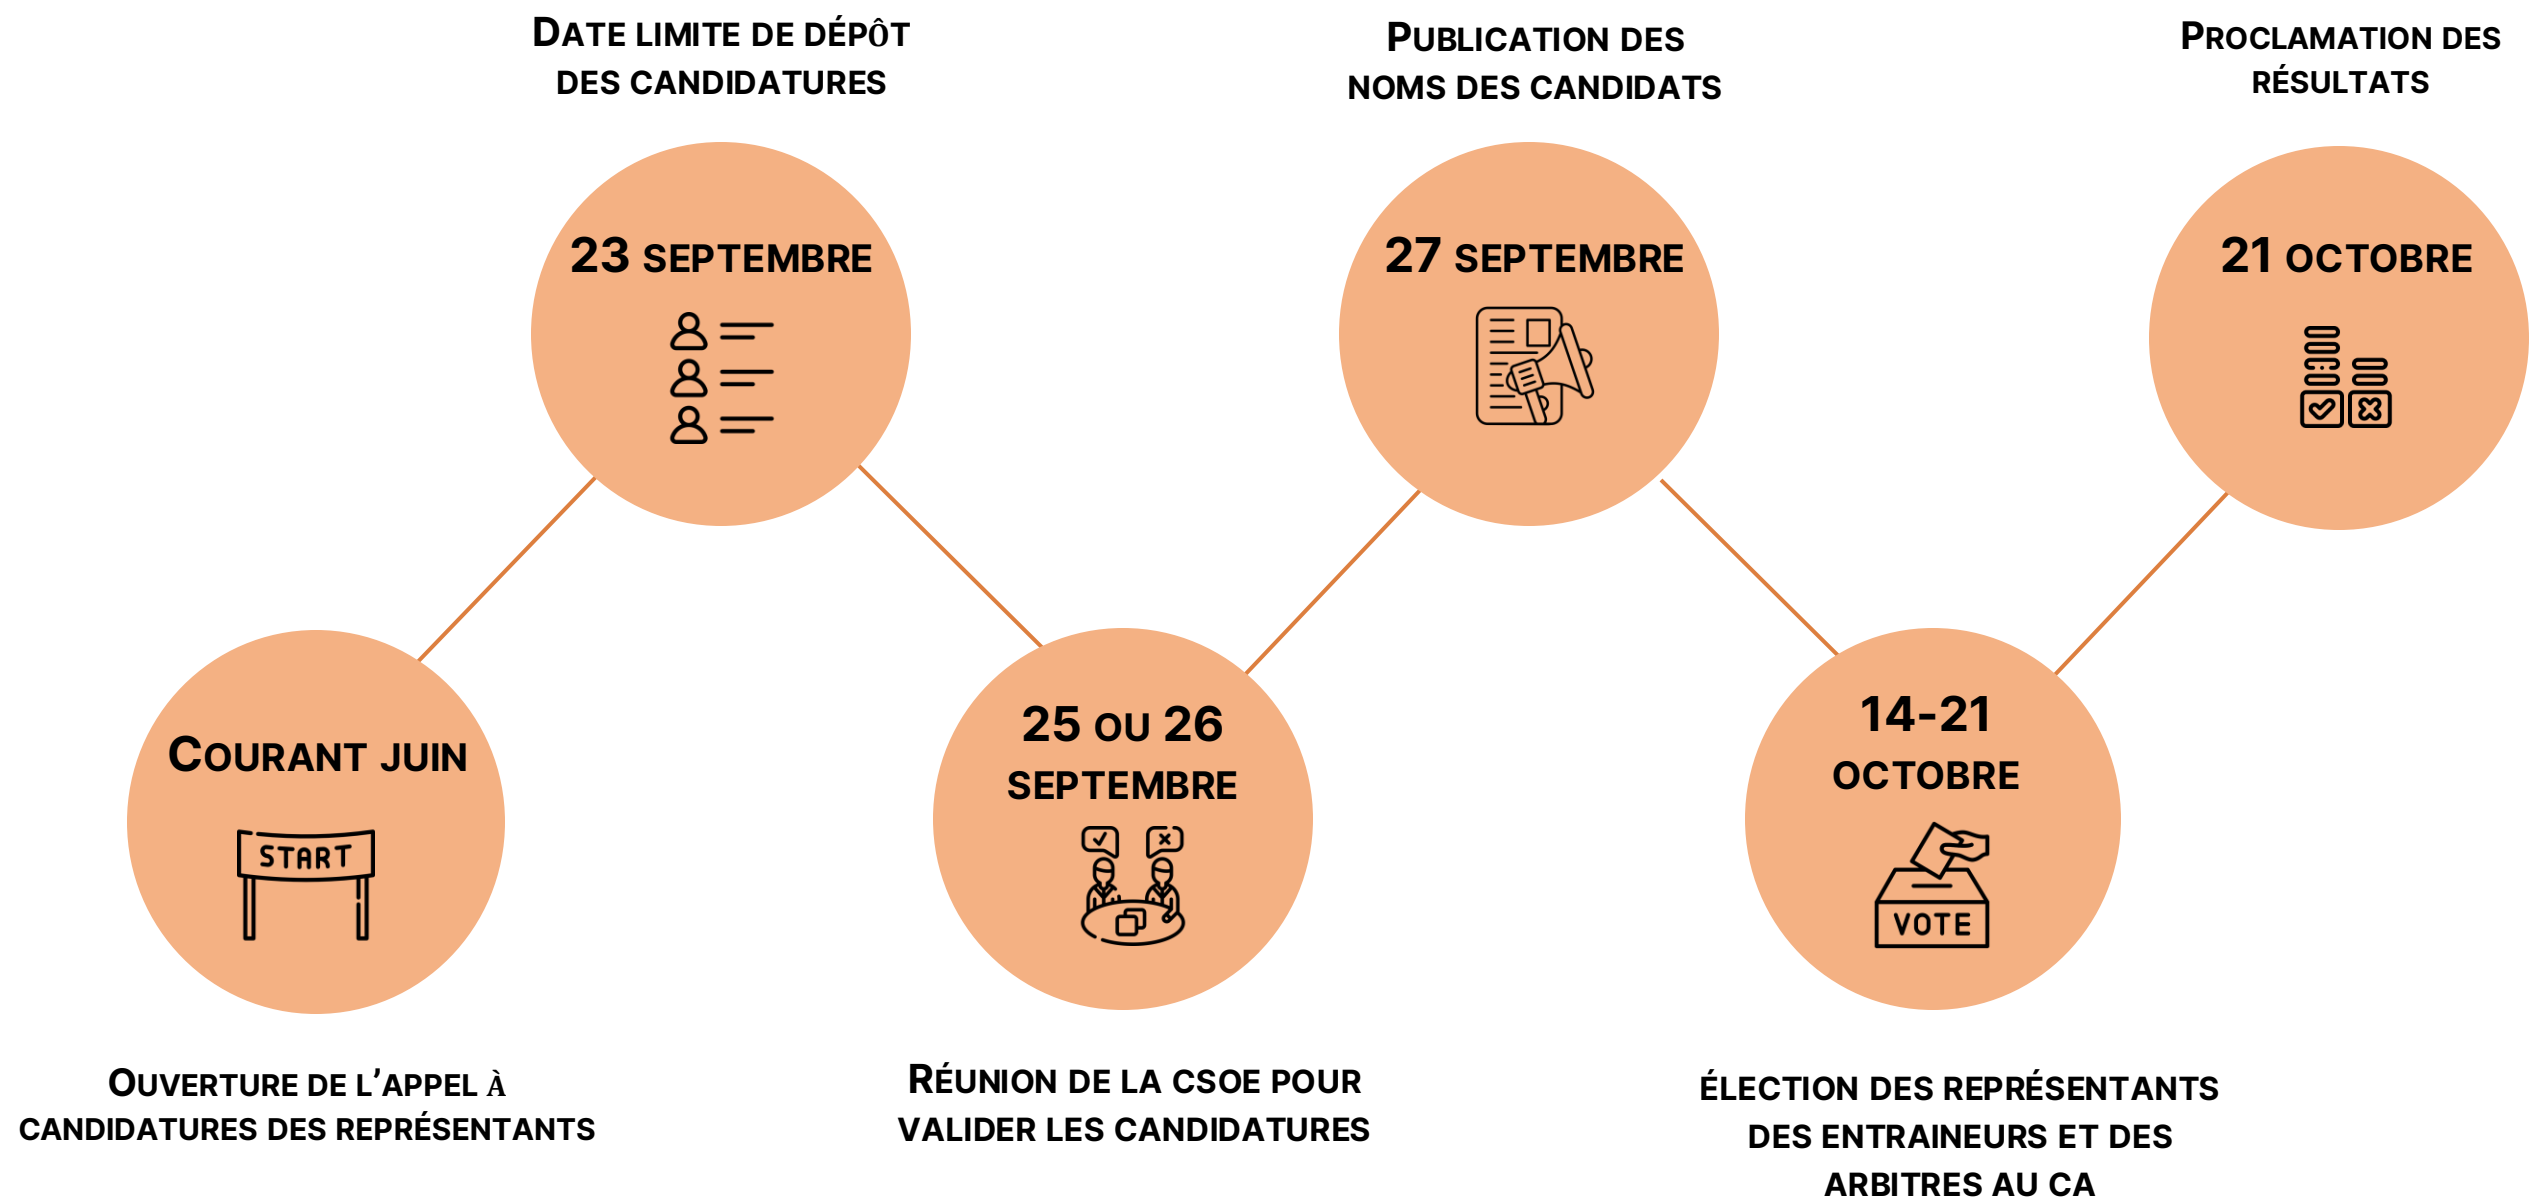 DATE LIMITE DE DÉPÔT
DES CANDIDATURES
23 SEPTEMBRE
PUBLICATION DES
NOMS DES CANDIDATS
27 SEPTEMBRE
PROCLAMATION DES
RÉSULTATS
21 OCTOBRE
COURANT JUIN
START
OUVERTURE DE L’APPEL À
CANDIDATURES DES REPRÉSENTANTS
25 OU 26
SEPTEMBRE
RÉUNION DE LA CSOE POUR
VALIDER LES CANDIDATURES
14-21
OCTOBRE
VOTE
ÉLECTION DES REPRÉSENTANTS
DES ENTRAINEURS ET DES
ARBITRES AU CA